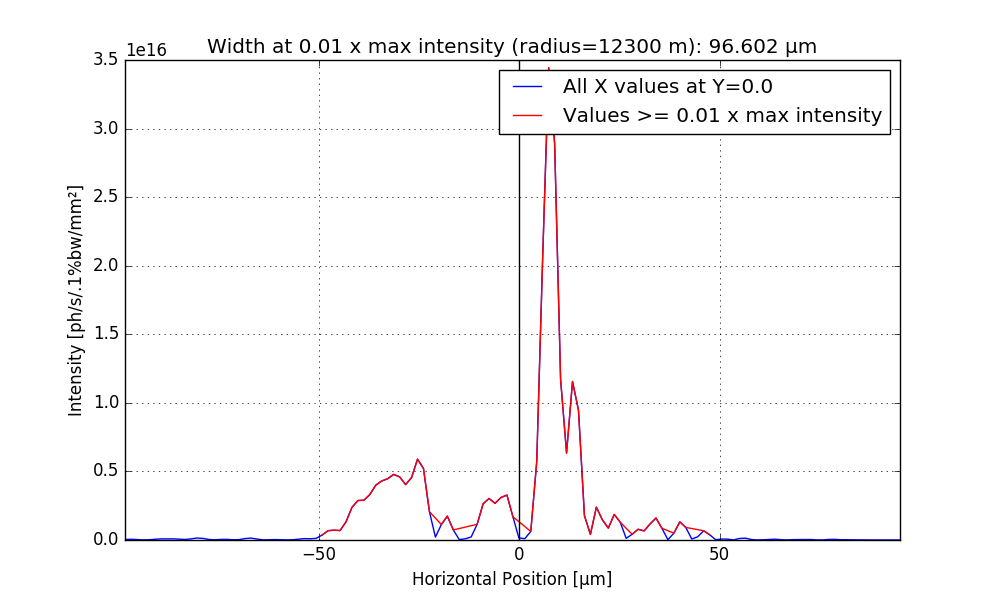 Width at 0.01 x max intensity (radius=12300 m): 96.602 µm
1e16
All X values at Y=0.0
Values >= 0.01 x max intensity
3.5
3.0
2.5
2.0
1.5
1.0
0.5
0.0
Intensity [ph/s/.1%bw/mm²]
−50
0
50
Horizontal Position [µm]